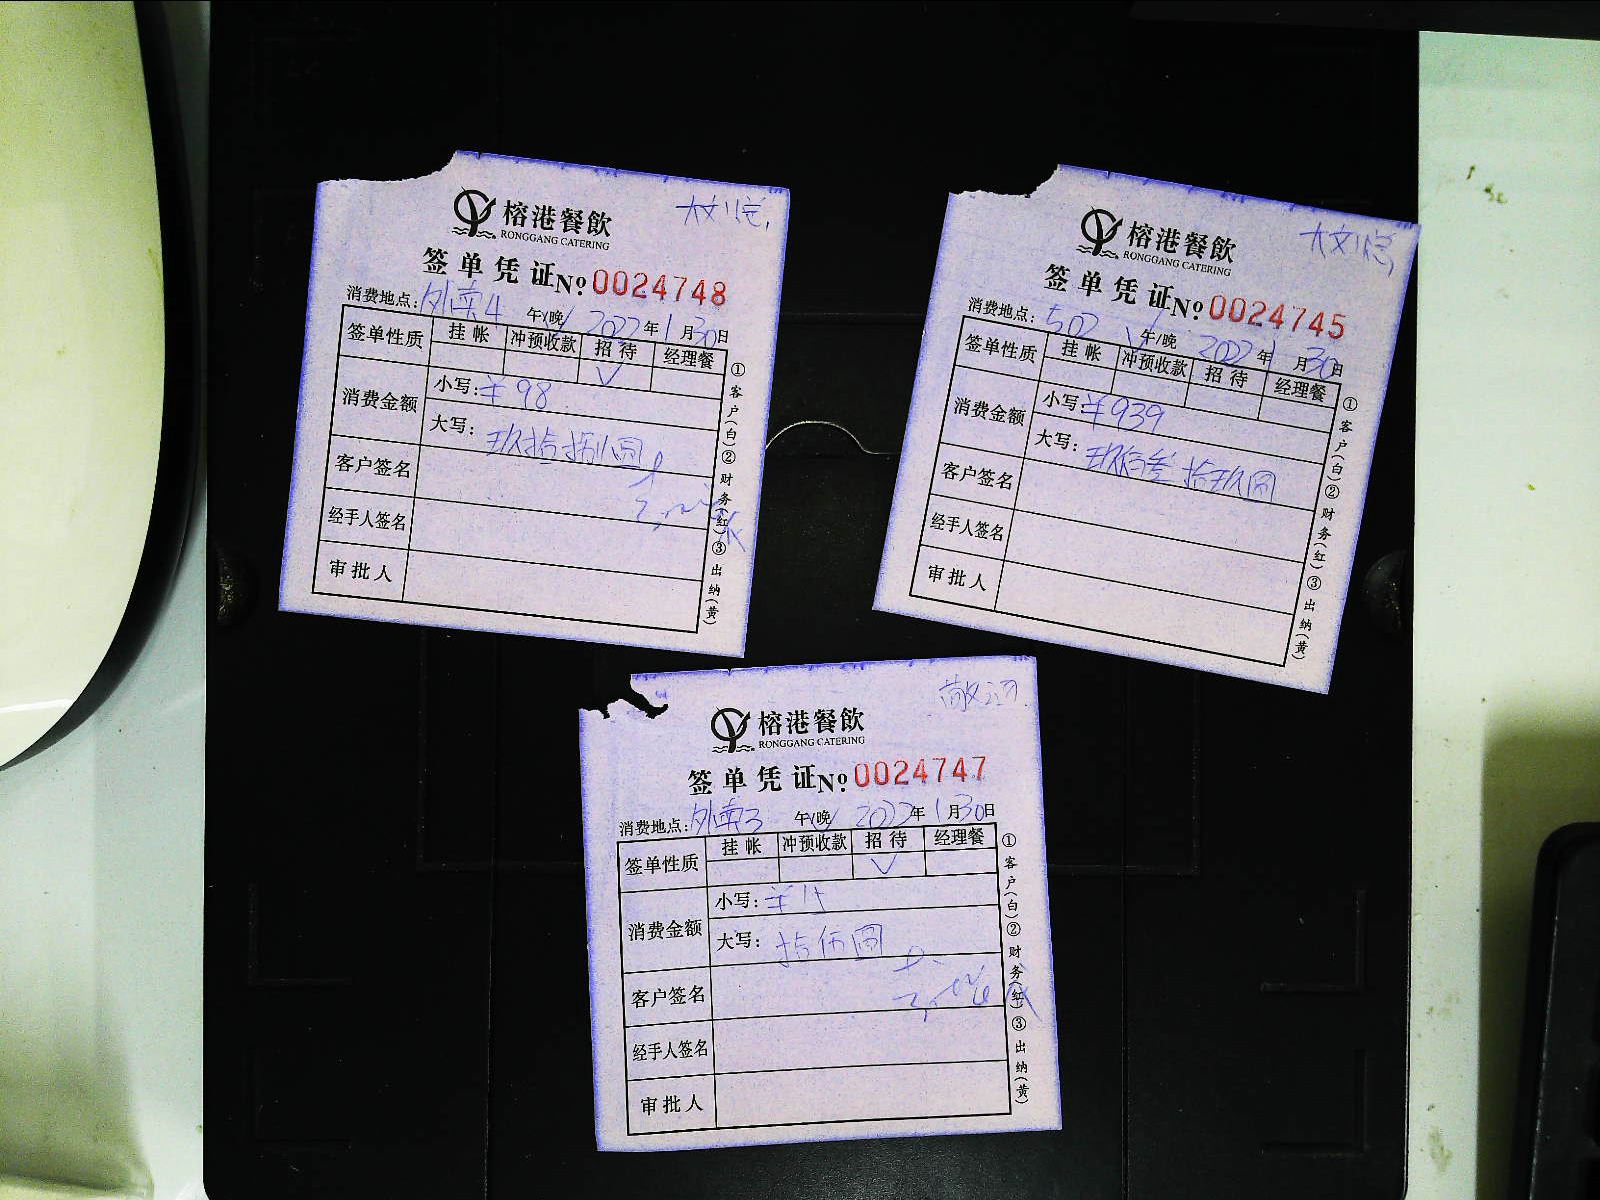 大刘总
榕港餐飲
RONGGANG CATERING
签单凭证 № 0024748
消费地点: 外卖4 午/晚 2022年1月30日
签单性质 挂帐 冲预收款 招待 经理餐
√
消费金额 小写: ¥98
大写: 玖拾捌圆
客户签名
经手人签名
审批人
①客户(白)②财务(红)③出纳(黄)
大刘总
榕港餐飲
RONGGANG CATERING
签单凭证 № 0024745
消费地点: 502 午/晚 2022年1月30日
签单性质 挂帐 冲预收款 招待 经理餐
消费金额 小写: ¥939
大写: 玖佰叁拾玖圆
客户签名
经手人签名
审批人
①客户(白)②财务(红)③出纳(黄)
榕港餐飲
RONGGANG CATERING
签单凭证 № 0024747
消费地点: 外卖3 午/晚 2022年1月30日
签单性质 挂帐 冲预收款 招待 经理餐
√
消费金额 小写: ¥15
大写: 拾伍圆
客户签名
经手人签名
审批人
①客户(白)②财务(红)③出纳(黄)